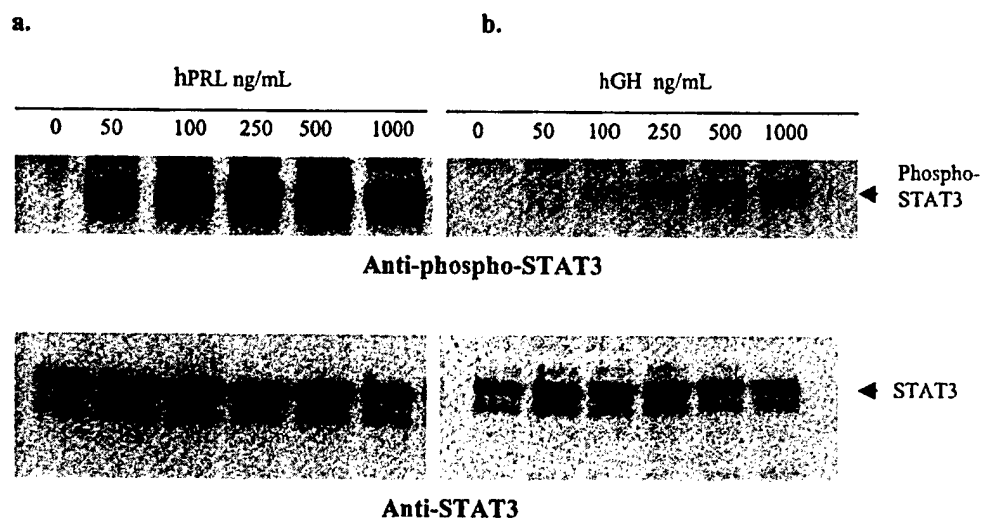 a.
b.
hPRL ng/mL
hGH ng/mL
0 50 100 250 500 1000
0 50 100 250 500 1000
Phospho-
STAT3
Anti-phospho-STAT3
STAT3
Anti-STAT3